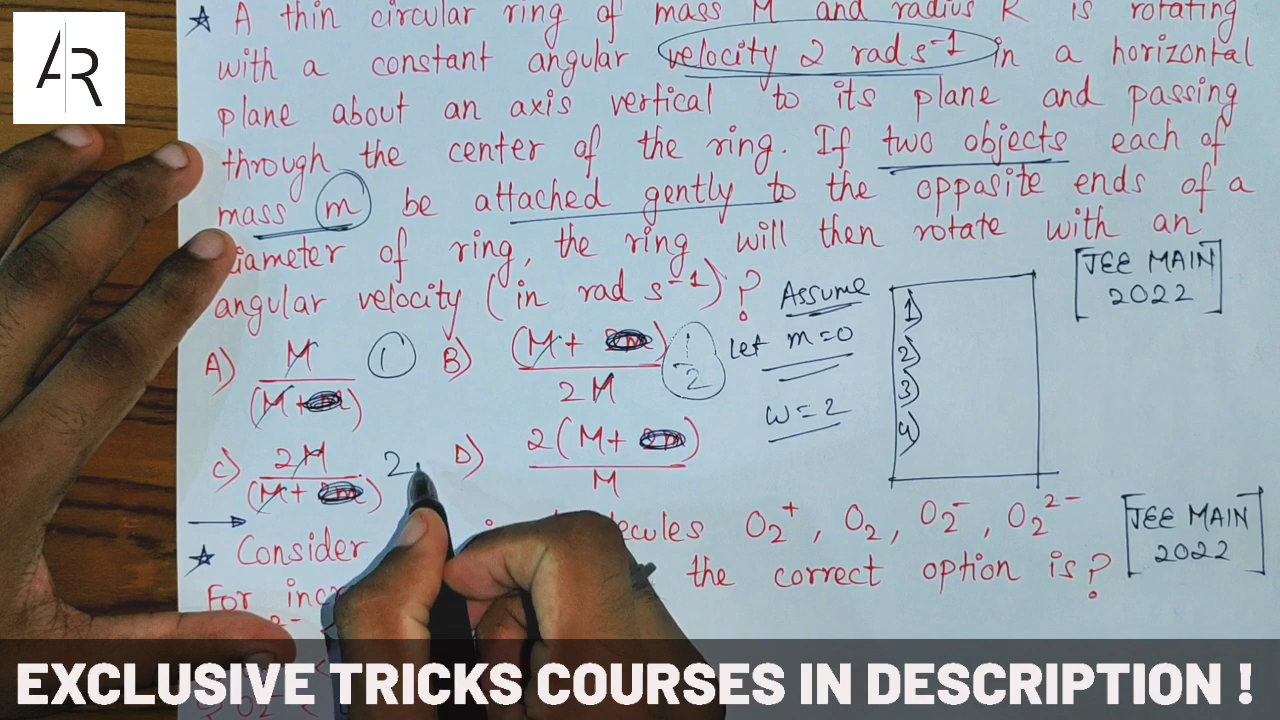 AR
A thin circular ring of mass M and radius R is rotating
with a constant angular velocity 2 rad s⁻¹ in a horizontal
plane about an axis vertical to its plane and passing
through the center of the ring. If two objects each of
mass m be attached gently to the opposite ends of a
diameter of ring, the ring will then rotate with an
angular velocity (in rad s⁻¹)?
[JEE MAIN 2022]
Assume
let m=0
ω=2
1)
2)
3)
4)
A) M/(M+ m) 1
B) (M+ )/2M 1/2
C) 2M/(M+ ) 2
D) 2(M+ 2m)/M
Consider molecules O₂⁺, O₂, O₂⁻, O₂²⁻
[JEE MAIN 2022]
For the correct option is?
EXCLUSIVE TRICKS COURSES IN DESCRIPTION !